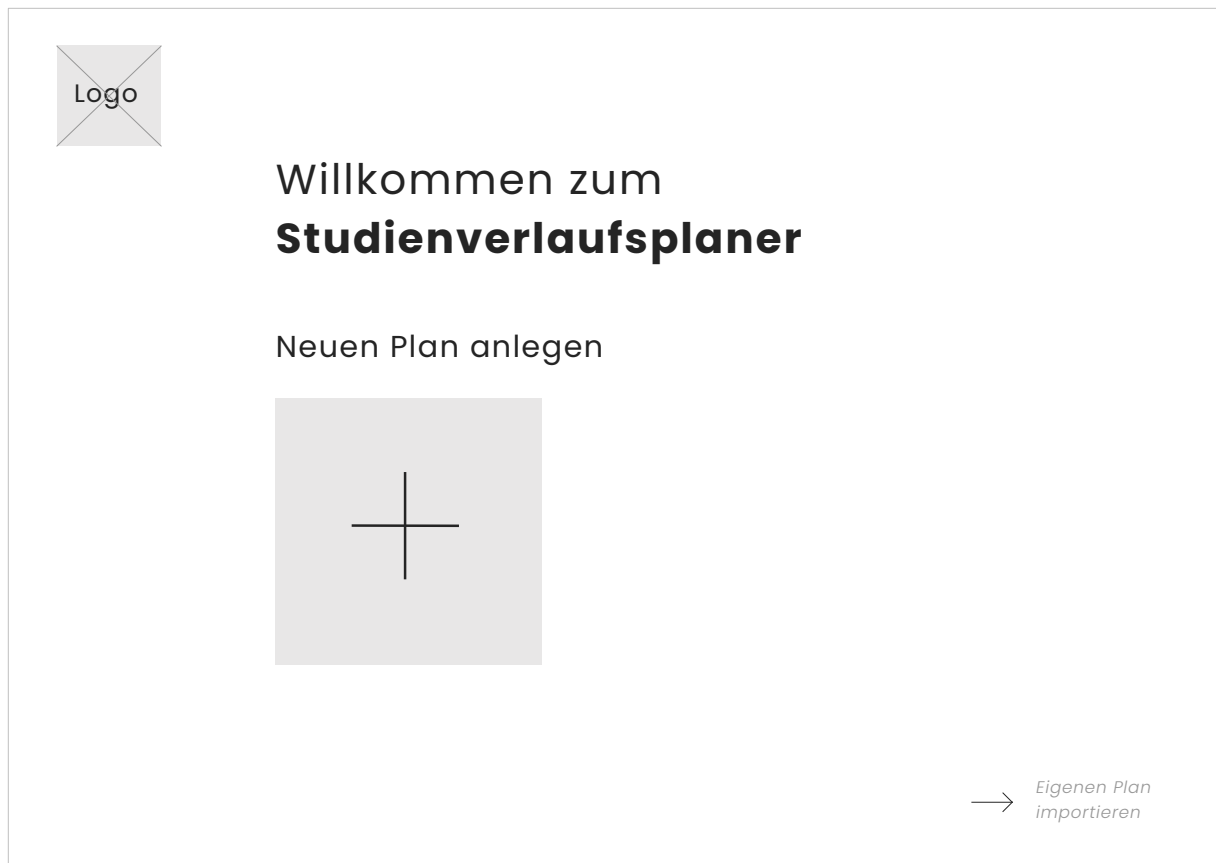 Logo
Willkommen zum
Studienverlaufsplaner
Neuen Plan anlegen
Eigenen Plan
importieren